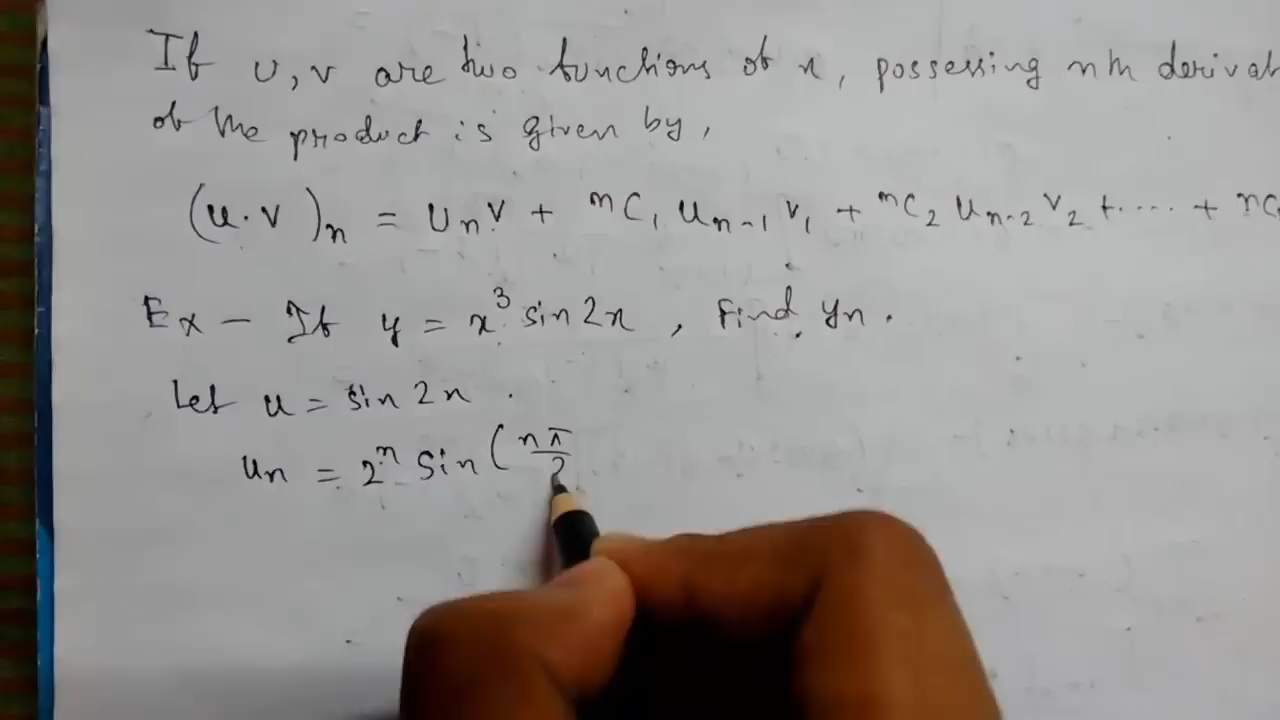 If u, v are two functions of x, possessing nth derivat
of the product is given by,
(u·v)ₙ = UₙV + ⁿC₁ Uₙ₋₁ V₁ + ⁿC₂ Uₙ₋₂ V₂ + ..... + ⁿC
Ex - If y = x³ sin 2x , Find yₙ .
Let u = sin 2x .
uₙ = 2ⁿ sin ( nπ/2